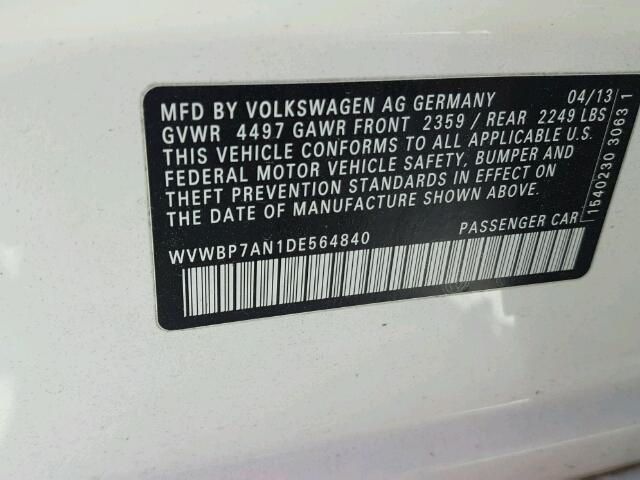 MFD BY VOLKSWAGEN AG GERMANY 04/13
GVWR 4497 GAWR FRONT 2359 / REAR 2249 LBS
THIS VEHICLE CONFORMS TO ALL APPLICABLE U.S.
FEDERAL MOTOR VEHICLE SAFETY, BUMPER AND
THEFT PREVENTION STANDARDS IN EFFECT ON
THE DATE OF MANUFACTURE SHOWN ABOVE.
WVWBP7AN1DE564840 PASSENGER CAR
1540230 3063 1